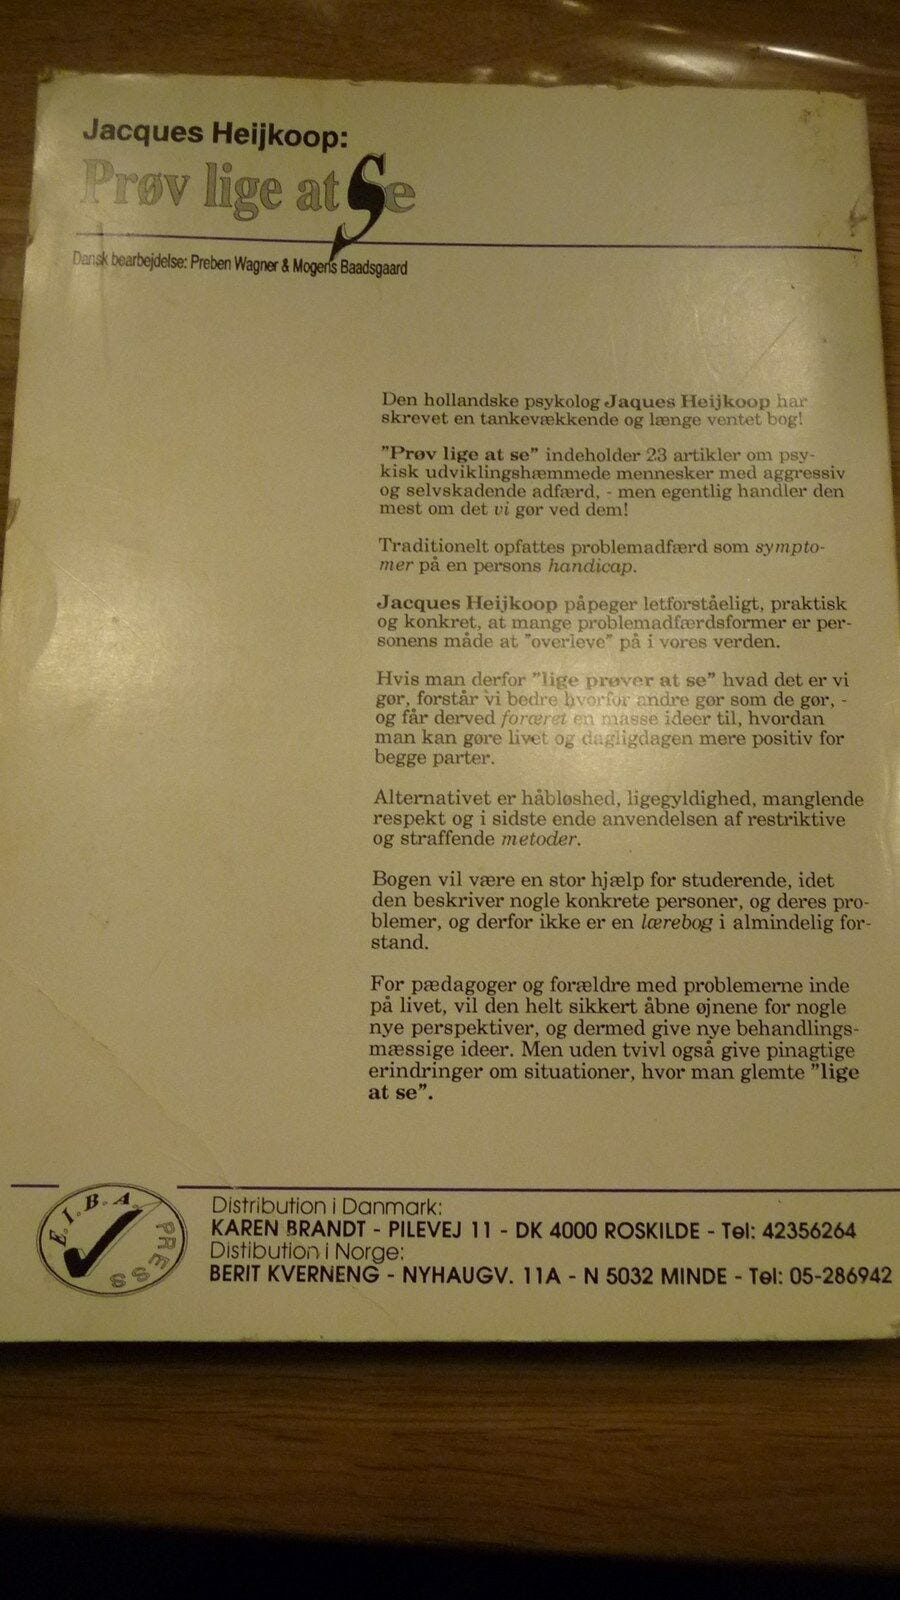 Jacques Heijkoop:
Prøv lige at Se
Dansk bearbejdelse: Preben Wagner & Mogens Baadsgaard
Den hollandske psykolog Jaques Heijkoop har
skrevet en tankevækkende og længe ventet bog!
"Prøv lige at se" indeholder 23 artikler om psy-
kisk udviklingshæmmede mennesker med aggressiv
og selvskadende adfærd, - men egentlig handler den
mest om det vi gør ved dem!
Traditionelt opfattes problemadfærd som sympto-
mer på en persons handicap.
Jacques Heijkoop påpeger letforståeligt, praktisk
og konkret, at mange problemadfærdsformer er per-
sonens måde at "overleve" på i vores verden.
Hvis man derfor "lige prøver at se" hvad det er vi
gør, forstår vi bedre hvorfor andre gør som de gør, -
og får derved foræret en masse ideer til, hvordan
man kan gøre livet og dagligdagen mere positiv for
begge parter.
Alternativet er håbløshed, ligegyldighed, manglende
respekt og i sidste ende anvendelsen af restriktive
og straffende metoder.
Bogen vil være en stor hjælp for studerende, idet
den beskriver nogle konkrete personer, og deres pro-
blemer, og derfor ikke er en lærebog i almindelig for-
stand.
For pædagoger og forældre med problemerne inde
på livet, vil den helt sikkert åbne øjnene for nogle
nye perspektiver, og dermed give nye behandlings-
mæssige ideer. Men uden tvivl også give pinagtige
erindringer om situationer, hvor man glemte "lige
at se".
E.I.B.A. PRESS
Distribution i Danmark:
KAREN BRANDT - PILEVEJ 11 - DK 4000 ROSKILDE - Tel: 42356264
Distibution i Norge:
BERIT KVERNENG - NYHAUGV. 11A - N 5032 MINDE - Tel: 05-286942